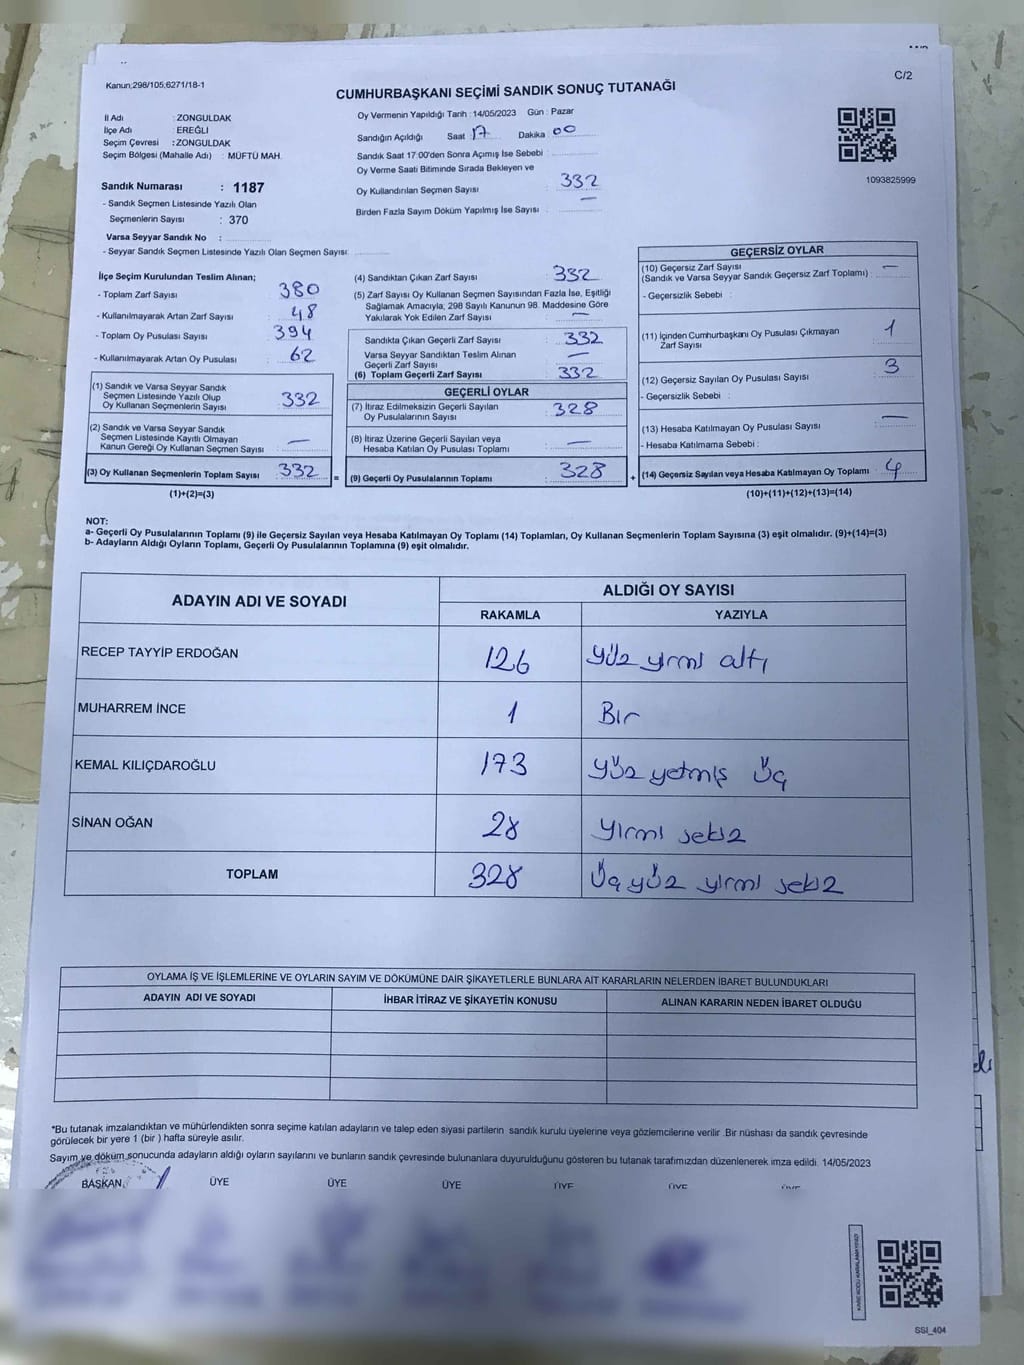 Kanun;298/105;6271/18-1
C/2
CUMHURBAŞKANI SEÇİMİ SANDIK SONUÇ TUTANAĞI
İl Adı : ZONGULDAK
İlçe Adı : EREĞLİ
Seçim Çevresi : ZONGULDAK
Seçim Bölgesi (Mahalle Adı) : MÜFTÜ MAH.
Sandık Numarası : 1187
- Sandık Seçmen Listesinde Yazılı Olan
Seçmenlerin Sayısı : 370
Varsa Seyyar Sandık No :
- Seyyar Sandık Seçmen Listesinde Yazılı Olan Seçmen Sayısı:
Oy Vermenin Yapıldığı Tarih : 14/05/2023 Gün : Pazar
Sandığın Açıldığı Saat 17 Dakika 00
Sandık Saat 17:00'den Sonra Açımış İse Sebebi :
Oy Verme Saati Bitiminde Sırada Bekleyen ve
Oy Kullandırılan Seçmen Sayısı : 332
Birden Fazla Sayım Döküm Yapılmış İse Sayısı : —
1093825999
İlçe Seçim Kurulundan Teslim Alınan;
- Toplam Zarf Sayısı : 380
- Kullanılmayarak Artan Zarf Sayısı : 48
- Toplam Oy Pusulası Sayısı : 394
- Kullanılmayarak Artan Oy Pusulası : 62
(1) Sandık ve Varsa Seyyar Sandık
Seçmen Listesinde Yazılı Olup
Oy Kullanan Seçmenlerin Sayısı : 332
(2) Sandık ve Varsa Seyyar Sandık
Seçmen Listesinde Kayıtlı Olmayan
Kanun Gereği Oy Kullanan Seçmen Sayısı : —
(3) Oy Kullanan Seçmenlerin Toplam Sayısı : 332
(1)+(2)=(3)
=
(4) Sandıktan Çıkan Zarf Sayısı : 332
(5) Zarf Sayısı Oy Kullanan Seçmen Sayısından Fazla İse, Eşitliği
Sağlamak Amacıyla; 298 Sayılı Kanunun 98. Maddesine Göre
Yakılarak Yok Edilen Zarf Sayısı : —
Sandıkta Çıkan Geçerli Zarf Sayısı : 332
Varsa Seyyar Sandıktan Teslim Alınan
Geçerli Zarf Sayısı : —
(6) Toplam Geçerli Zarf Sayısı : 332
GEÇERLİ OYLAR
(7) İtiraz Edilmeksizin Geçerli Sayılan
Oy Pusulalarının Sayısı : 328
(8) İtiraz Üzerine Geçerli Sayılan veya
Hesaba Katılan Oy Pusulası Toplamı : —
(9) Geçerli Oy Pusulalarının Toplamı : 328
+
GEÇERSİZ OYLAR
(10) Geçersiz Zarf Sayısı : —
(Sandık ve Varsa Seyyar Sandık Geçersiz Zarf Toplamı)
- Geçersizlik Sebebi :
(11) İçinden Cumhurbaşkanı Oy Pusulası Çıkmayan
Zarf Sayısı : 1
(12) Geçersiz Sayılan Oy Pusulası Sayısı : 3
- Geçersizlik Sebebi :
(13) Hesaba Katılmayan Oy Pusulası Sayısı : —
- Hesaba Katılmama Sebebi :
(14) Geçersiz Sayılan veya Hesaba Katılmayan Oy Toplamı : 4
(10)+(11)+(12)+(13)=(14)
NOT:
a- Geçerli Oy Pusulalarının Toplamı (9) ile Geçersiz Sayılan veya Hesaba Katılmayan Oy Toplamı (14) Toplamları, Oy Kullanan Seçmenlerin Toplam Sayısına (3) eşit olmalıdır. (9)+(14)=(3)
b- Adayların Aldığı Oyların Toplamı, Geçerli Oy Pusulalarının Toplamına (9) eşit olmalıdır.
ADAYIN ADI VE SOYADI ALDIĞI OY SAYISI
RAKAMLA YAZIYLA
RECEP TAYYİP ERDOĞAN 126 yüz yirmi altı
MUHARREM İNCE 1 Bir
KEMAL KILIÇDAROĞLU 173 yüz yetmiş üç
SİNAN OĞAN 28 yirmi sekiz
TOPLAM 328 Üç yüz yirmi sekiz
OYLAMA İŞ VE İŞLEMLERİNE VE OYLARIN SAYIM VE DÖKÜMÜNE DAİR ŞİKAYETLERLE BUNLARA AİT KARARLARIN NELERDEN İBARET BULUNDUKLARI
ADAYIN ADI VE SOYADI İHBAR İTİRAZ VE ŞİKAYETİN KONUSU ALINAN KARARIN NEDEN İBARET OLDUĞU
*Bu tutanak imzalandıktan ve mühürlendikten sonra seçime katılan adayların ve talep eden siyasi partilerin sandık kurulu üyelerine veya gözlemcilerine verilir .Bir nüshası da sandık çevresinde
görülecek bir yere 1 (bir ) hafta süreyle asılır.
Sayım ve döküm sonucunda adayların aldığı oyların sayılarını ve bunların sandık çevresinde bulunanlara duyurulduğunu gösteren bu tutanak tarafımızdan düzenlenerek imza edildi. 14/05/2023
BAŞKAN ÜYE ÜYE ÜYE ÜYE ÜYE
SSI_404